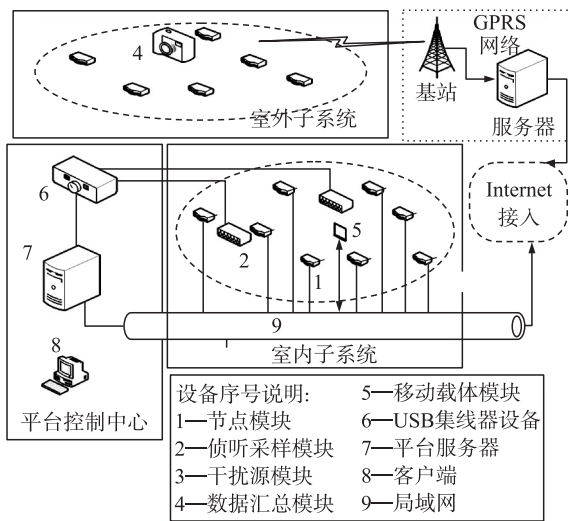 GPRS
网络
4
基站
服务器
室外子系统
Internet
接入
6
5
2
7
1
9
8
室内子系统
平台控制中心
设备序号说明:
1—节点模块
2—侦听采样模块
3—干扰源模块
4—数据汇总模块
5—移动载体模块
6—USB集线器设备
7—平台服务器
8—客户端
9—局域网